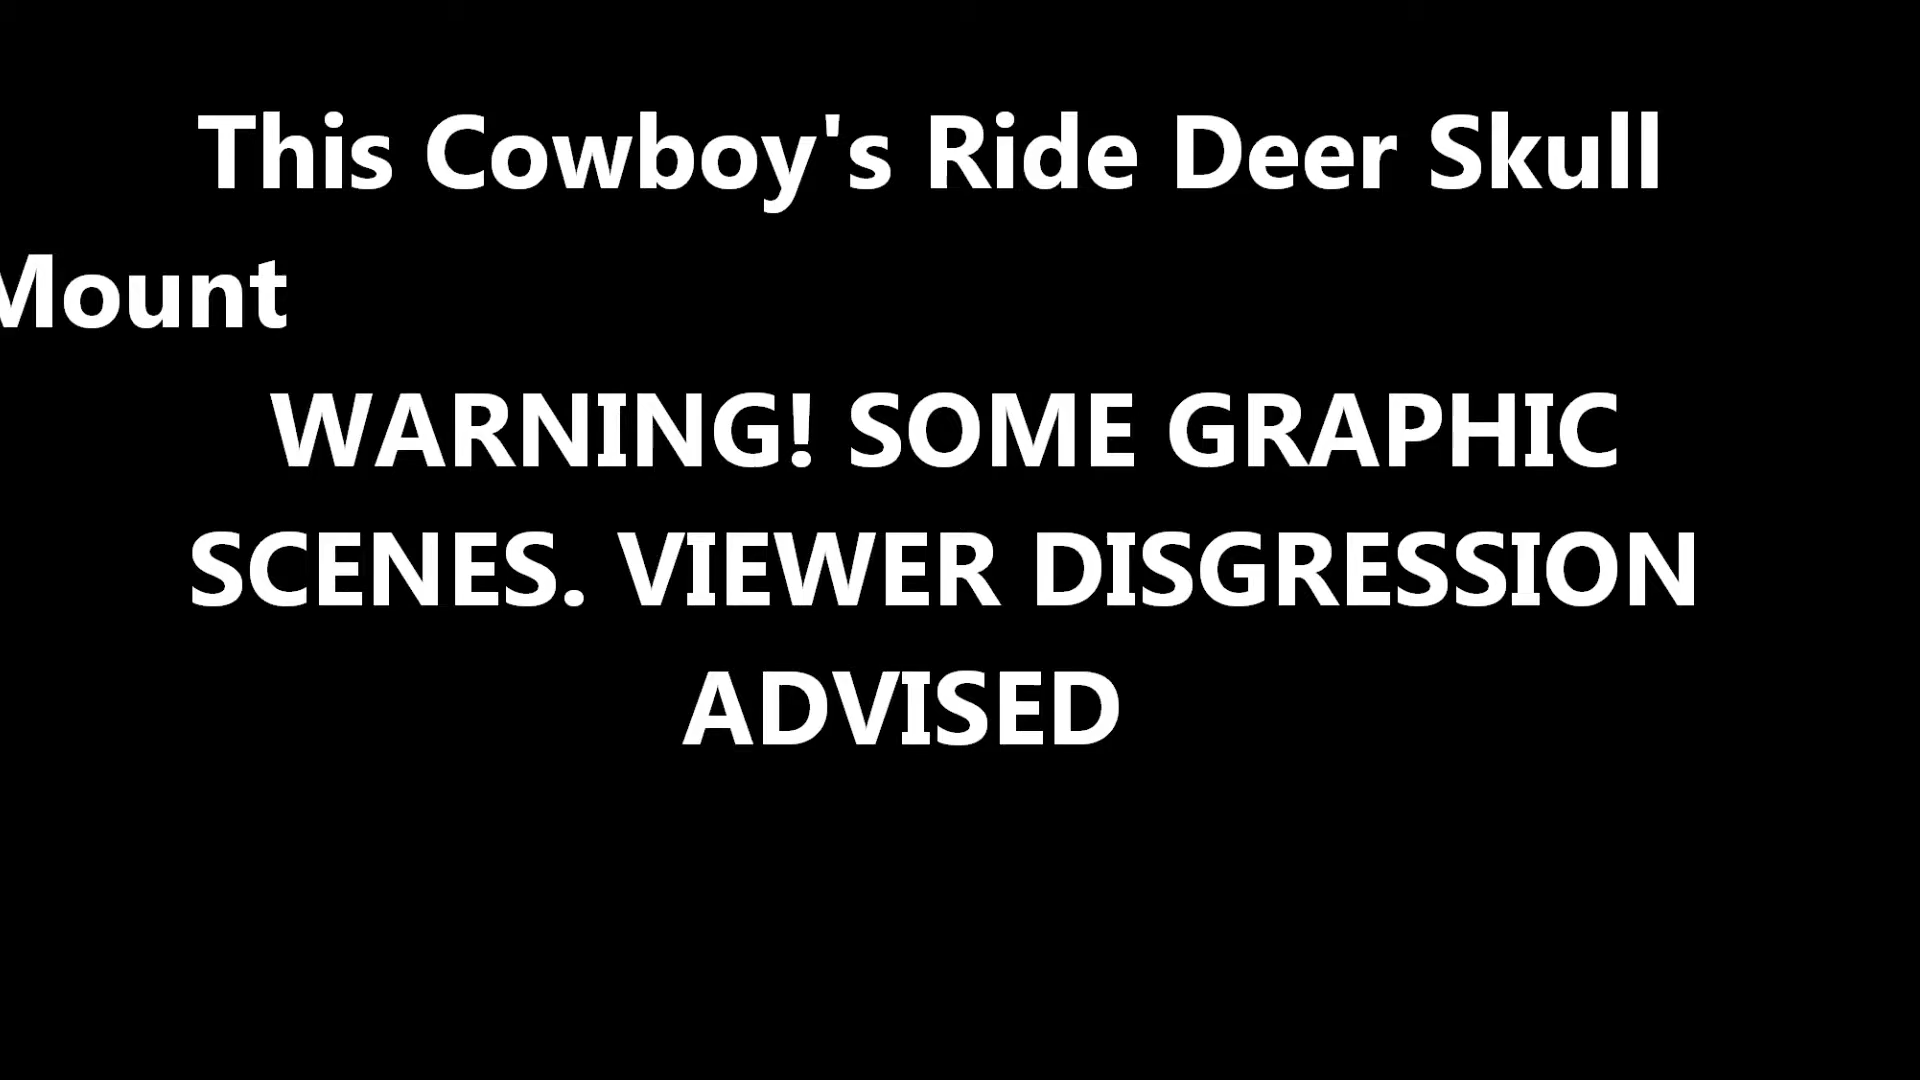 This Cowboy's Ride Deer Skull
Mount
WARNING! SOME GRAPHIC
SCENES. VIEWER DISGRESSION
ADVISED